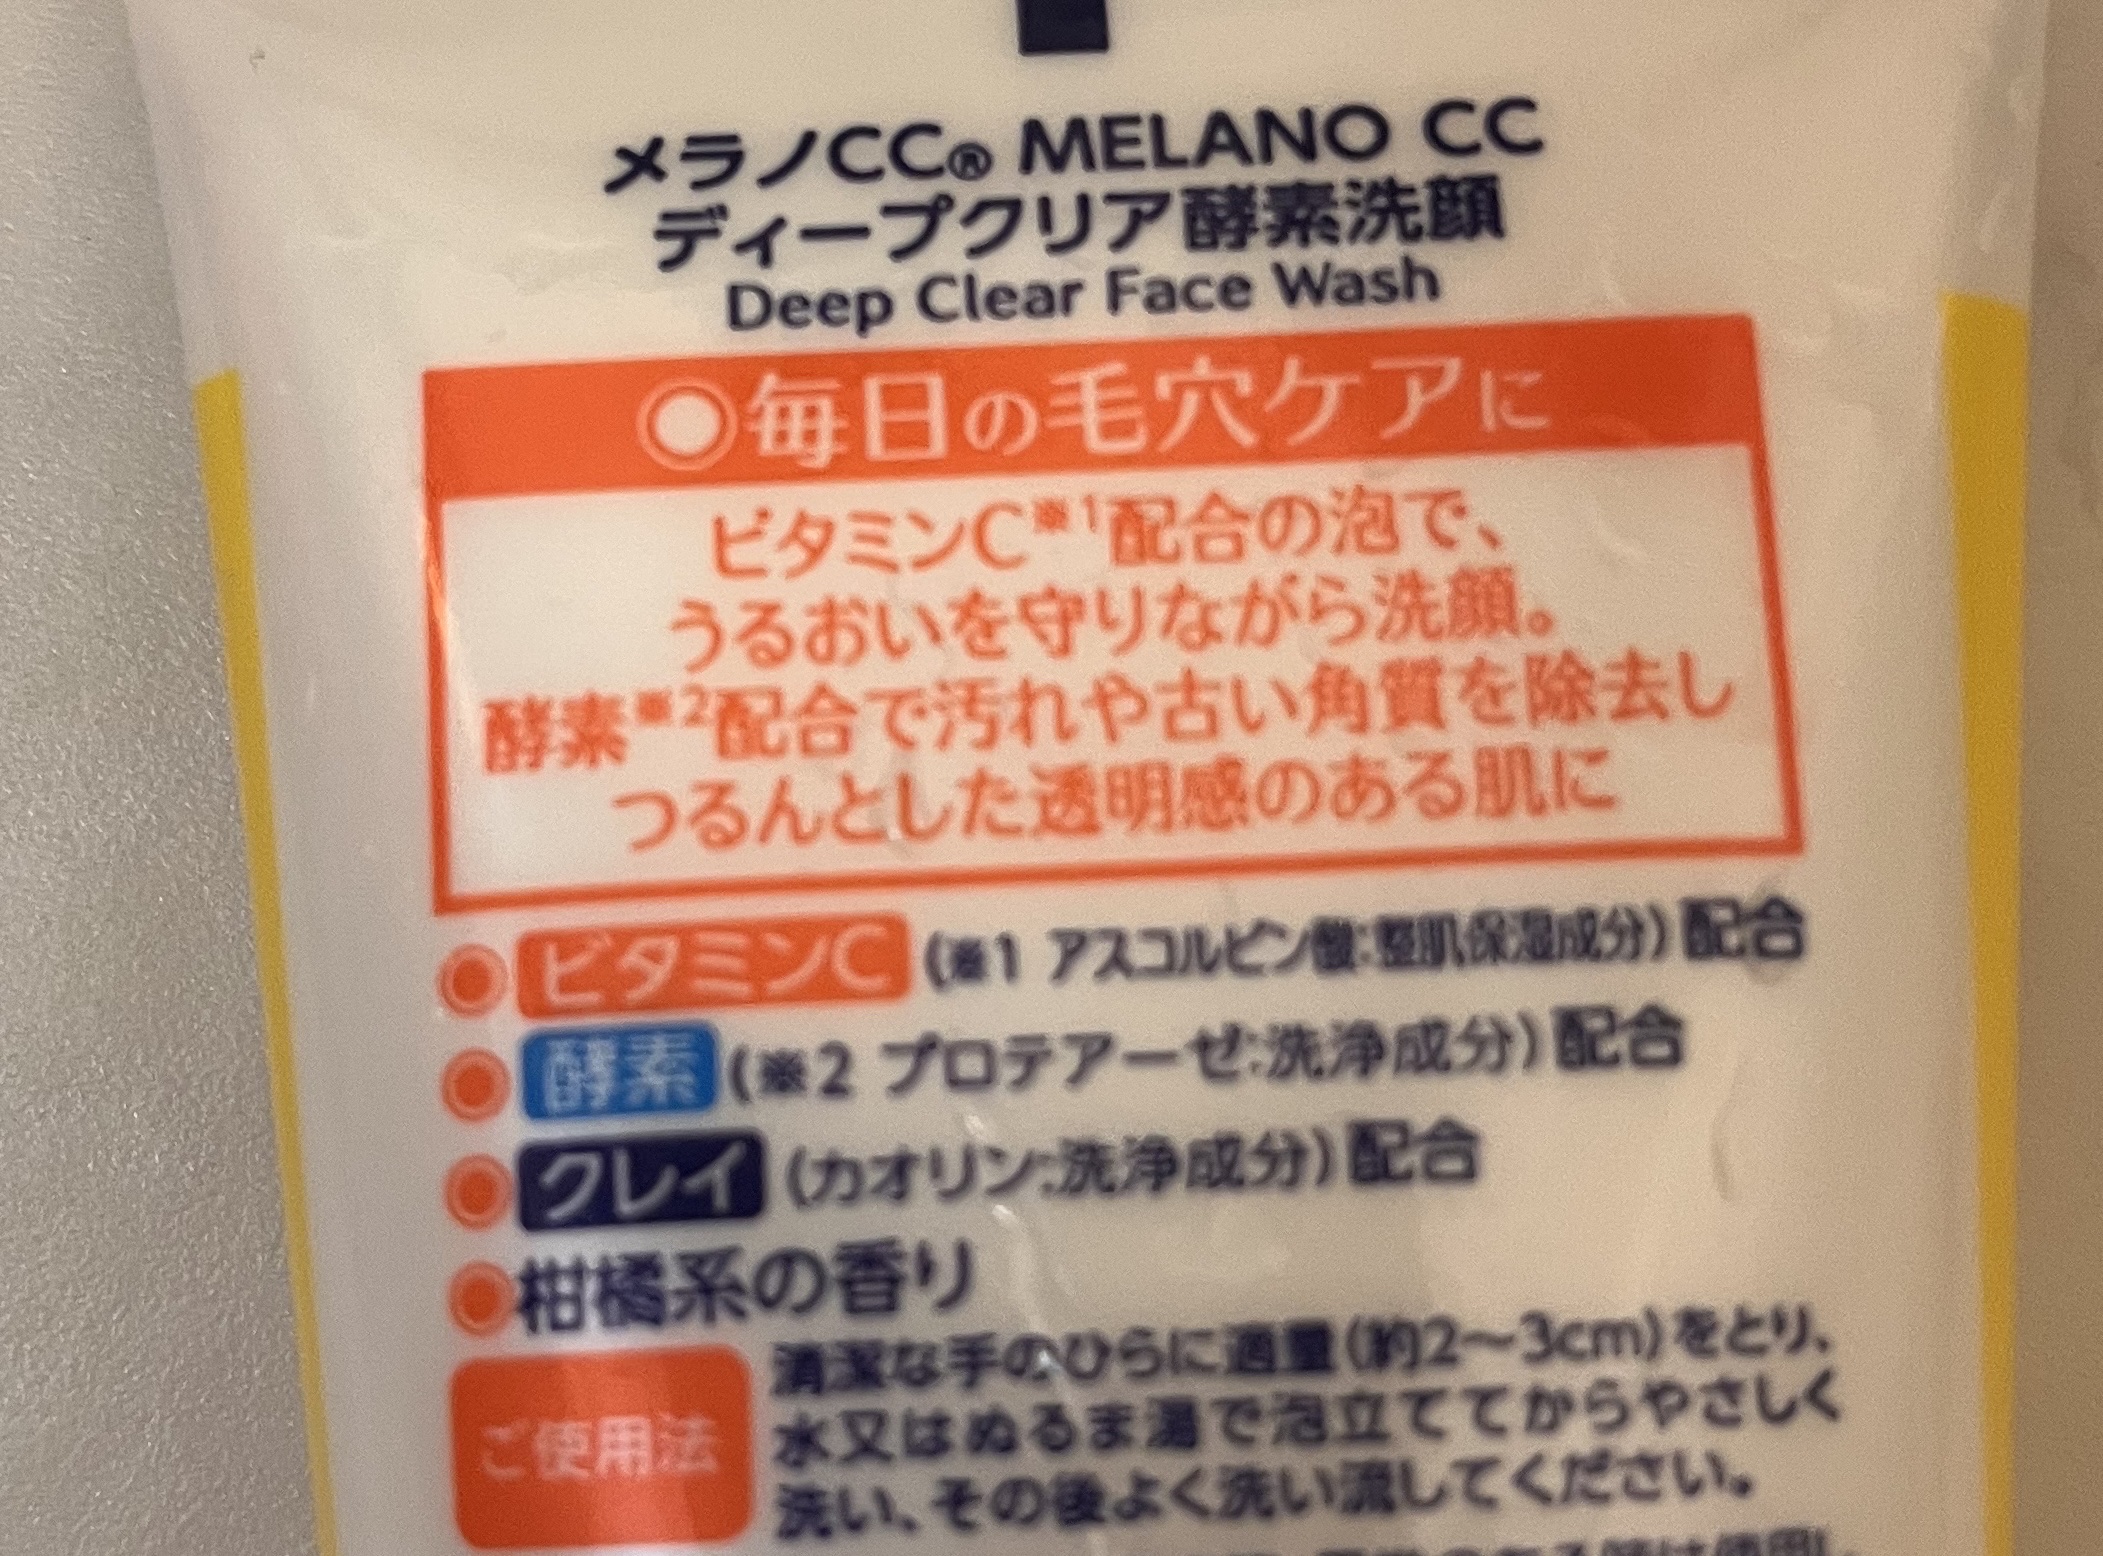 メラノCC® MELANO CC
ディープクリア酵素洗顔
Deep Clear Face Wash
◎毎日の毛穴ケアに
ビタミンC※1配合の泡で、
うるおいを守りながら洗顔。
酵素※2配合で汚れや古い角質を除去し
つるんとした透明感のある肌に
ビタミンC (※1 アスコルビン酸:整肌保湿成分) 配合
酵素 (※2 プロテアーゼ:洗浄成分) 配合
クレイ (カオリン:洗浄成分) 配合
柑橘系の香り
ご使用法
清潔な手のひらに適量(約2〜3cm)をとり、
水又はぬるま湯で泡立ててからやさしく
洗い、その後よく洗い流してください。